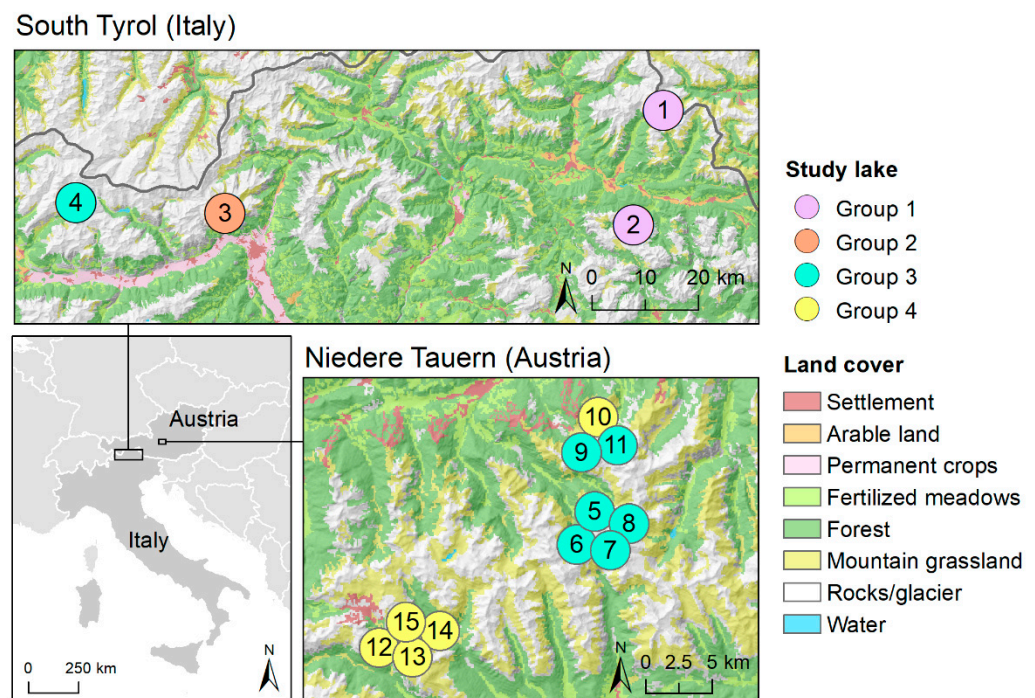 South Tyrol (Italy)
1
4
3
2
N
0 10 20 km
Study lake
Group 1
Group 2
Group 3
Group 4
Austria
Italy
0 250 km
N
Niedere Tauern (Austria)
10
9
11
5
8
6
7
15
14
12
13
N
0 2.5 5 km
Land cover
Settlement
Arable land
Permanent crops
Fertilized meadows
Forest
Mountain grassland
Rocks/glacier
Water